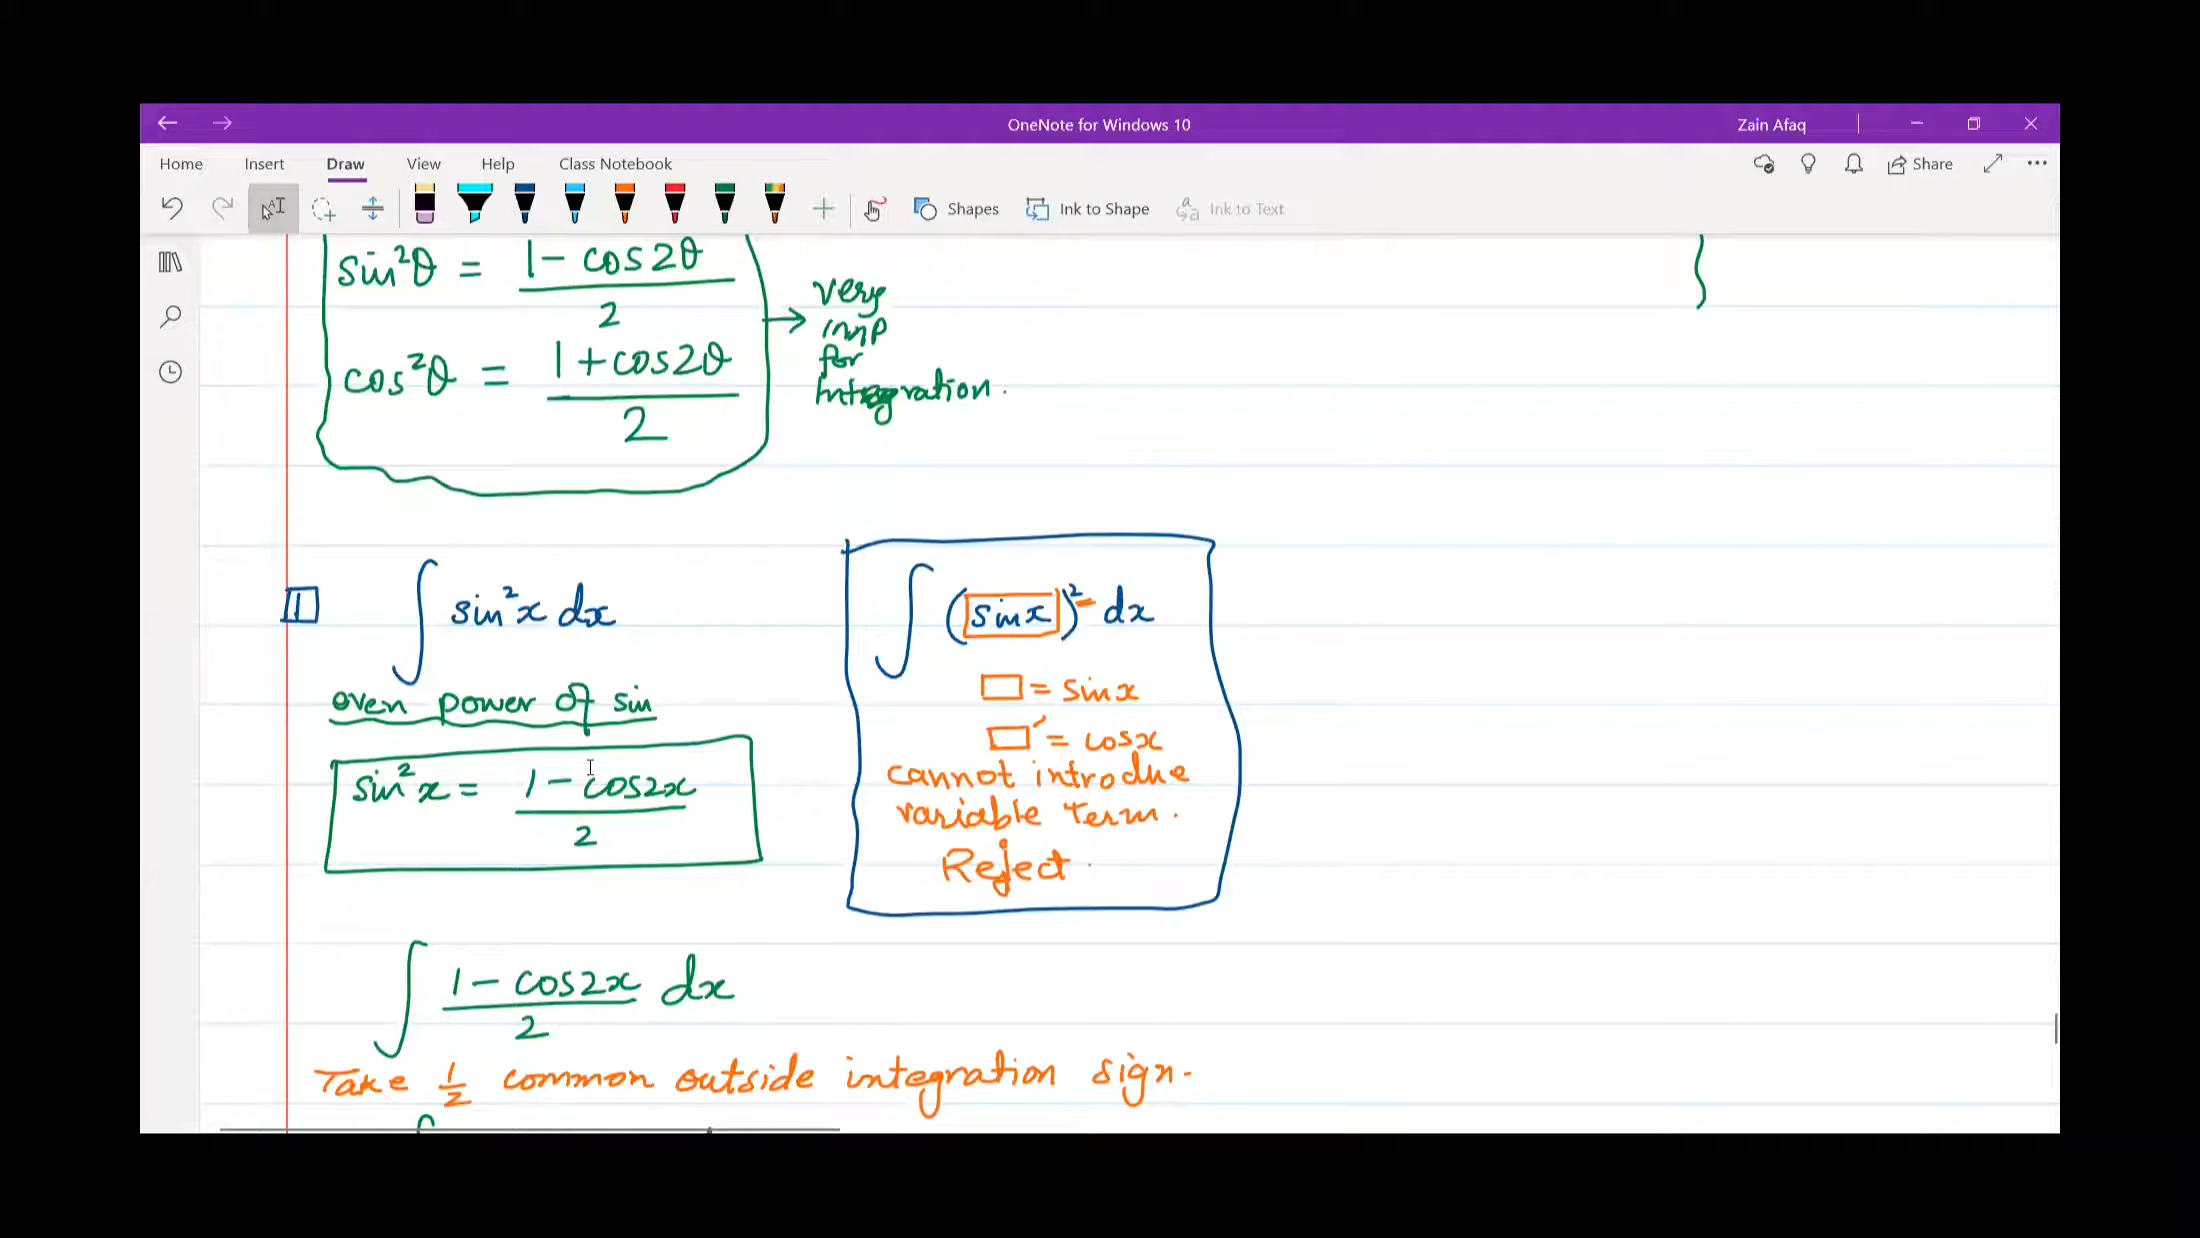 OneNote for Windows 10
Zain Afaq
Home Insert Draw View Help Class Notebook
Share
Shapes Ink to Shape Ink to Text
sin²θ = 1 - cos2θ / 2
cos²θ = 1 + cos2θ / 2
very
imp
for
Integration.
1 ∫ sin²x dx
even power of sin
sin²x = 1 - cos2x / 2
∫ (sinx)² dx
□ = sinx
□′ = cosx
cannot introdue
variable term.
Reject
∫ 1 - cos2x / 2 dx
Take 1/2 common outside integration sign.